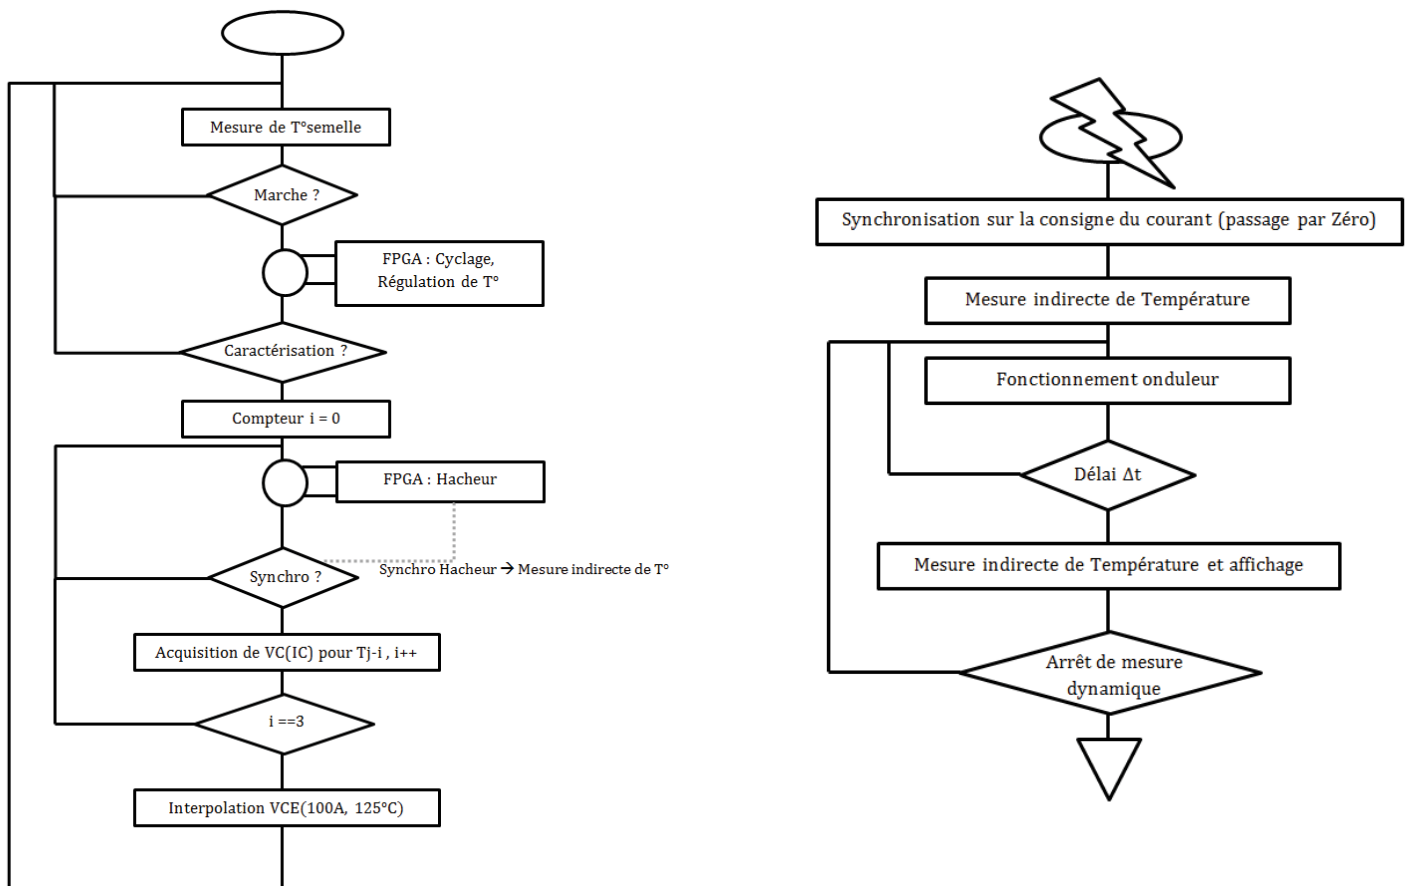 Mesure de T°semelle
Marche ?
FPGA : Cyclage,
Régulation de T°
Caractérisation ?
Compteur i = 0
FPGA : Hacheur
Synchro ?
Synchro Hacheur → Mesure indirecte de T°
Acquisition de VC(IC) pour Tj-i , i++
i ==3
Interpolation VCE(100A, 125°C)
Synchronisation sur la consigne du courant (passage par Zéro)
Mesure indirecte de Température
Fonctionnement onduleur
Délai Δt
Mesure indirecte de Température et affichage
Arrêt de mesure
dynamique